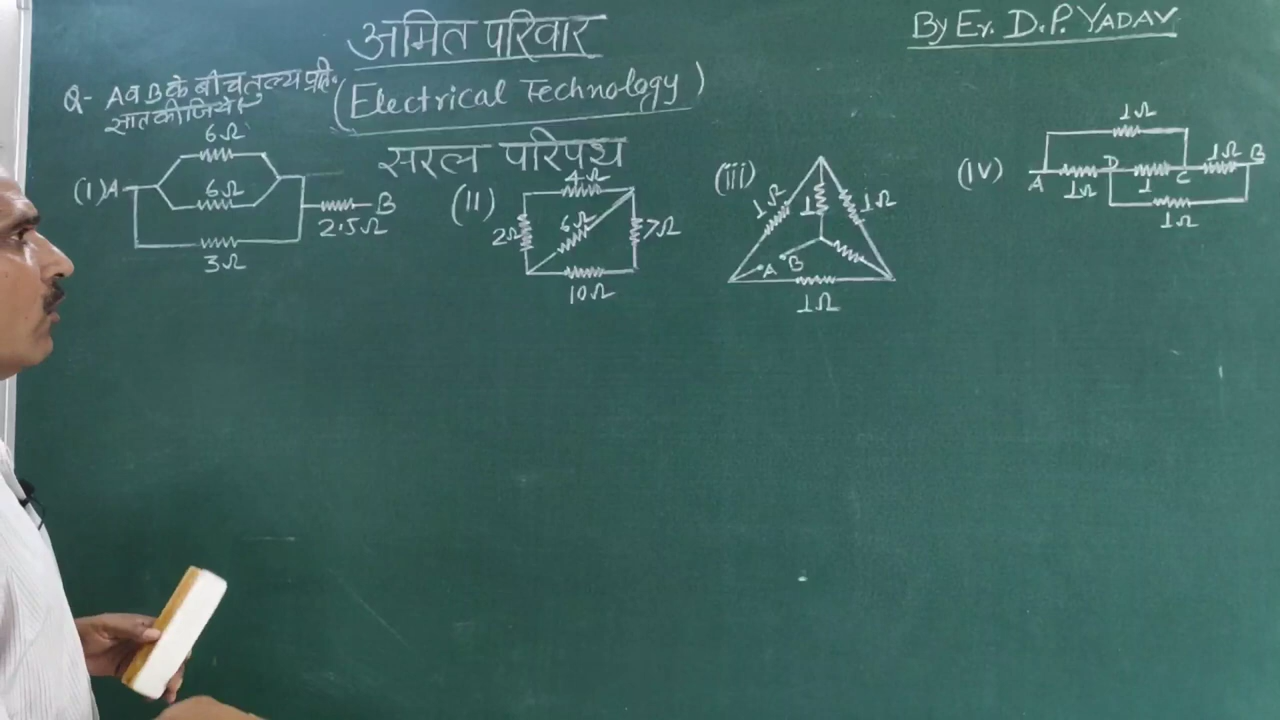 अमित परिवार
By Er. D.P. YADAV
(Electrical Technology)
Q- A व B के बीच तुल्य प्रति.
ज्ञात कीजिये।
सरल परिपथ
(I) A
6Ω
6Ω
3Ω
2.5Ω
B
(II)
4Ω
2Ω
6Ω
7Ω
10Ω
(iii)
1Ω
1
1Ω
A
B
1Ω
(iv)
1Ω
A
1Ω
D
1
C
1Ω
B
1Ω